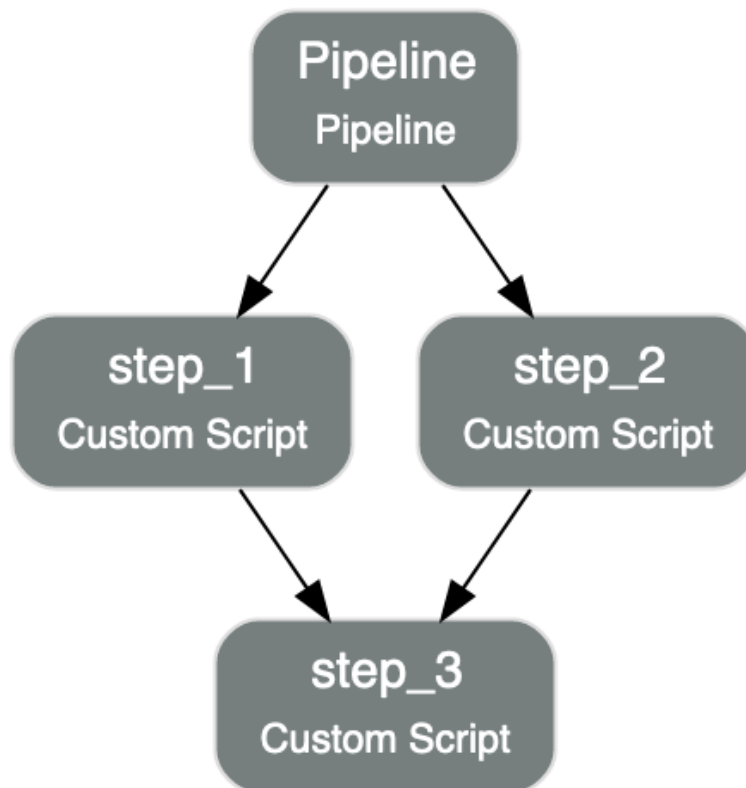 Pipeline
Pipeline
step_1
Custom Script
step_2
Custom Script
step_3
Custom Script